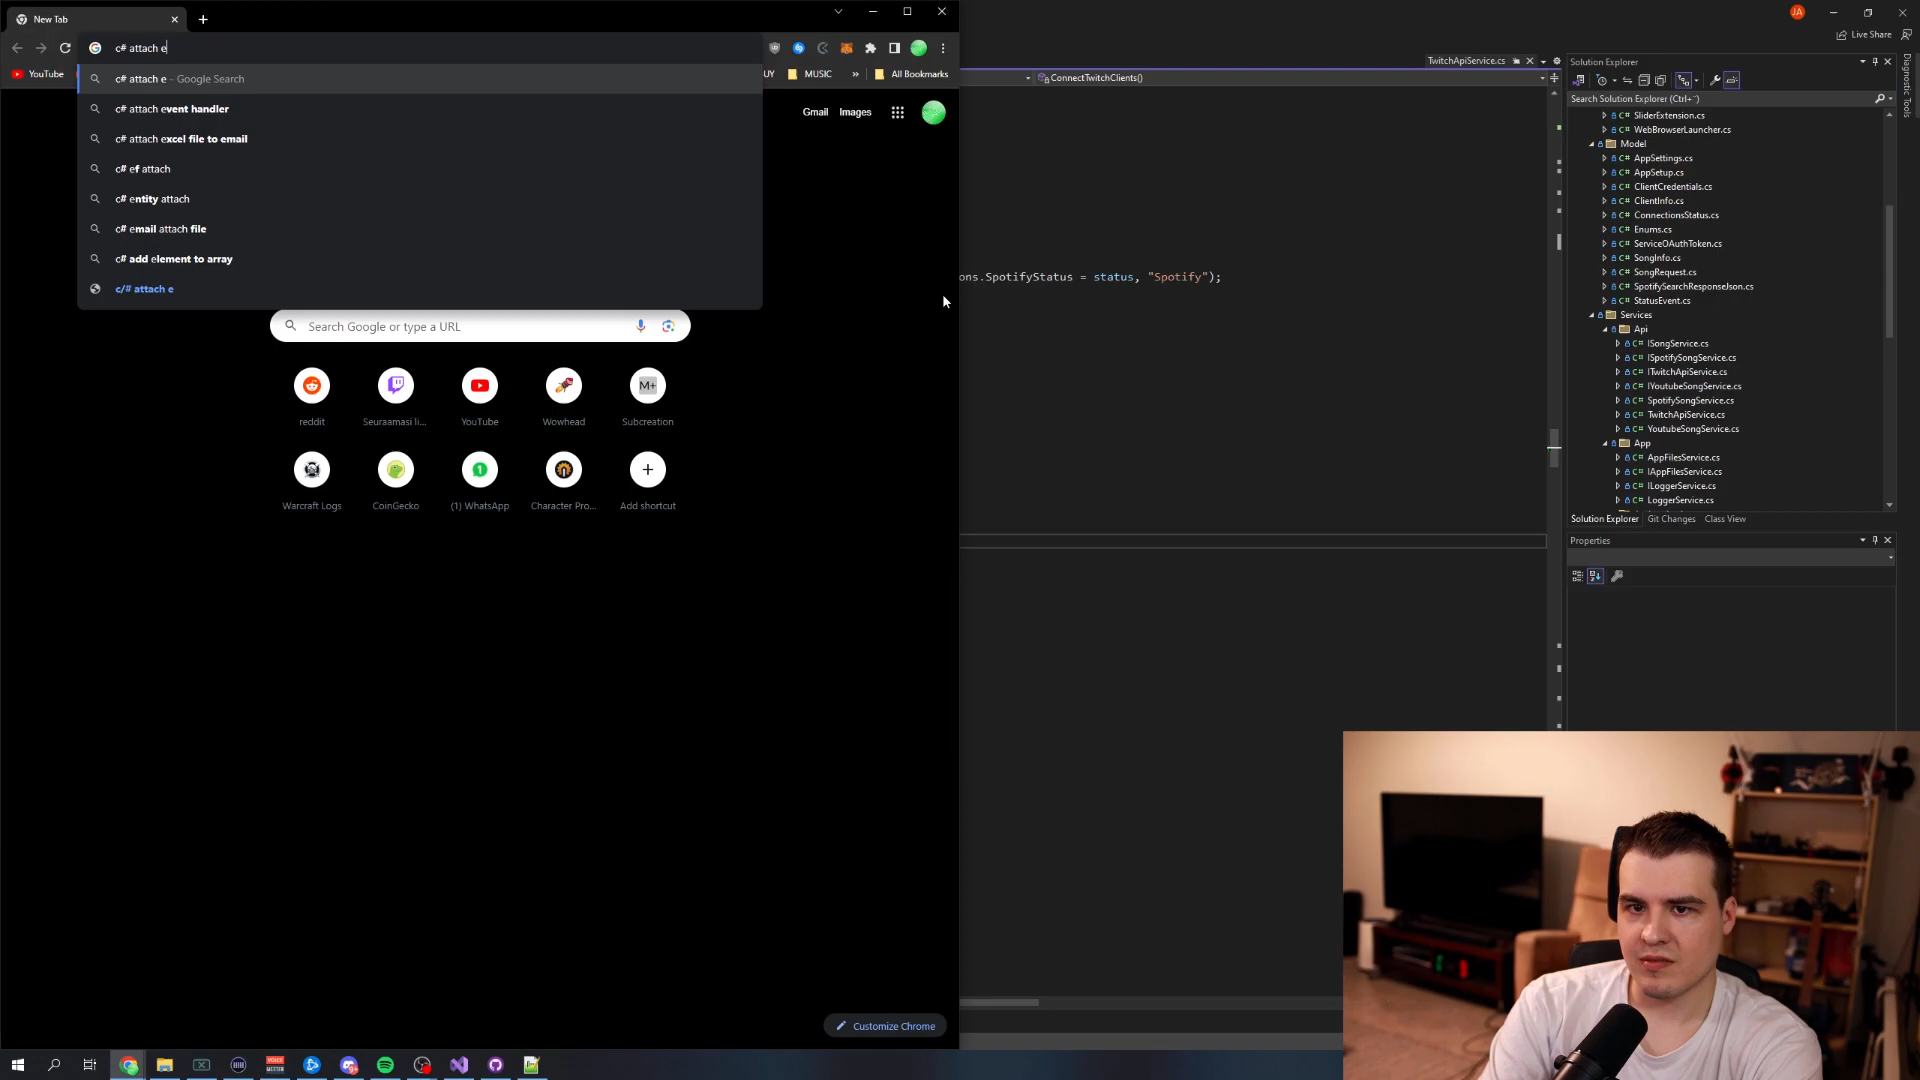 New Tab
c# attach e
c# attach e - Google Search
c# attach event handler
c# attach excel file to email
c# ef attach
c# entity attach
c# email attach file
c# add element to array
c/# attach e
YouTube
UY
MUSIC
»
All Bookmarks
Gmail
Images
Search Google or type a URL
reddit
Seuraamasi li...
YouTube
Wowhead
M+
Subcreation
Warcraft Logs
CoinGecko
(1) WhatsApp
Character Pro...
Add shortcut
Customize Chrome
JA
Live Share
TwitchApiService.cs
ConnectTwitchClients()
ons.SpotifyStatus = status, "Spotify");
Diagnostic Tools
Solution Explorer
Search Solution Explorer (Ctrl+¨)
C# SliderExtension.cs
C# WebBrowserLauncher.cs
Model
C# AppSettings.cs
C# AppSetup.cs
C# ClientCredentials.cs
C# ClientInfo.cs
C# ConnectionsStatus.cs
C# Enums.cs
C# ServiceOAuthToken.cs
C# SongInfo.cs
C# SongRequest.cs
C# SpotifySearchResponseJson.cs
C# StatusEvent.cs
Services
Api
C# ISongService.cs
C# ISpotifySongService.cs
C# ITwitchApiService.cs
C# IYoutubeSongService.cs
C# SpotifySongService.cs
C# TwitchApiService.cs
C# YoutubeSongService.cs
App
C# AppFilesService.cs
C# IAppFilesService.cs
C# ILoggerService.cs
C# LoggerService.cs
Solution Explorer Git Changes Class View
Properties